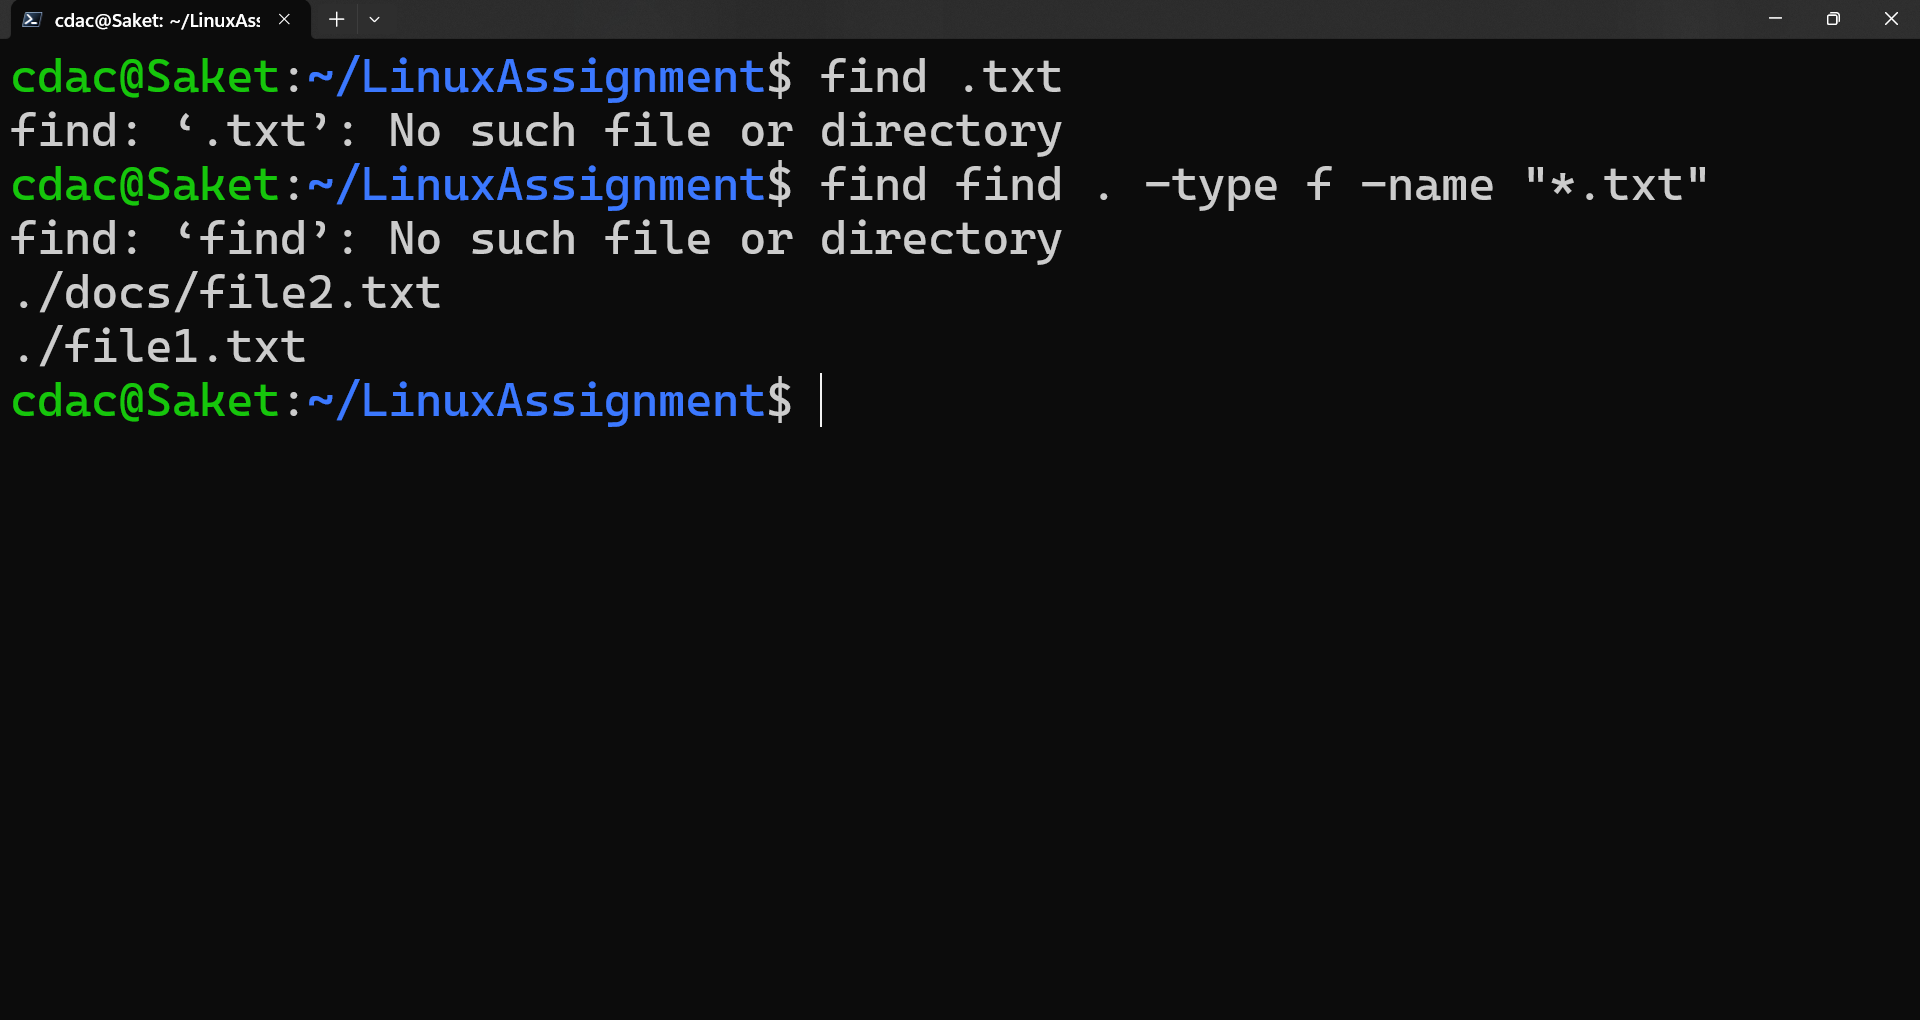 cdac@Saket: ~/LinuxAss
cdac@Saket:~/LinuxAssignment$ find .txt
find: ‘.txt’: No such file or directory
cdac@Saket:~/LinuxAssignment$ find find . -type f -name "*.txt"
find: ‘find’: No such file or directory
./docs/file2.txt
./file1.txt
cdac@Saket:~/LinuxAssignment$